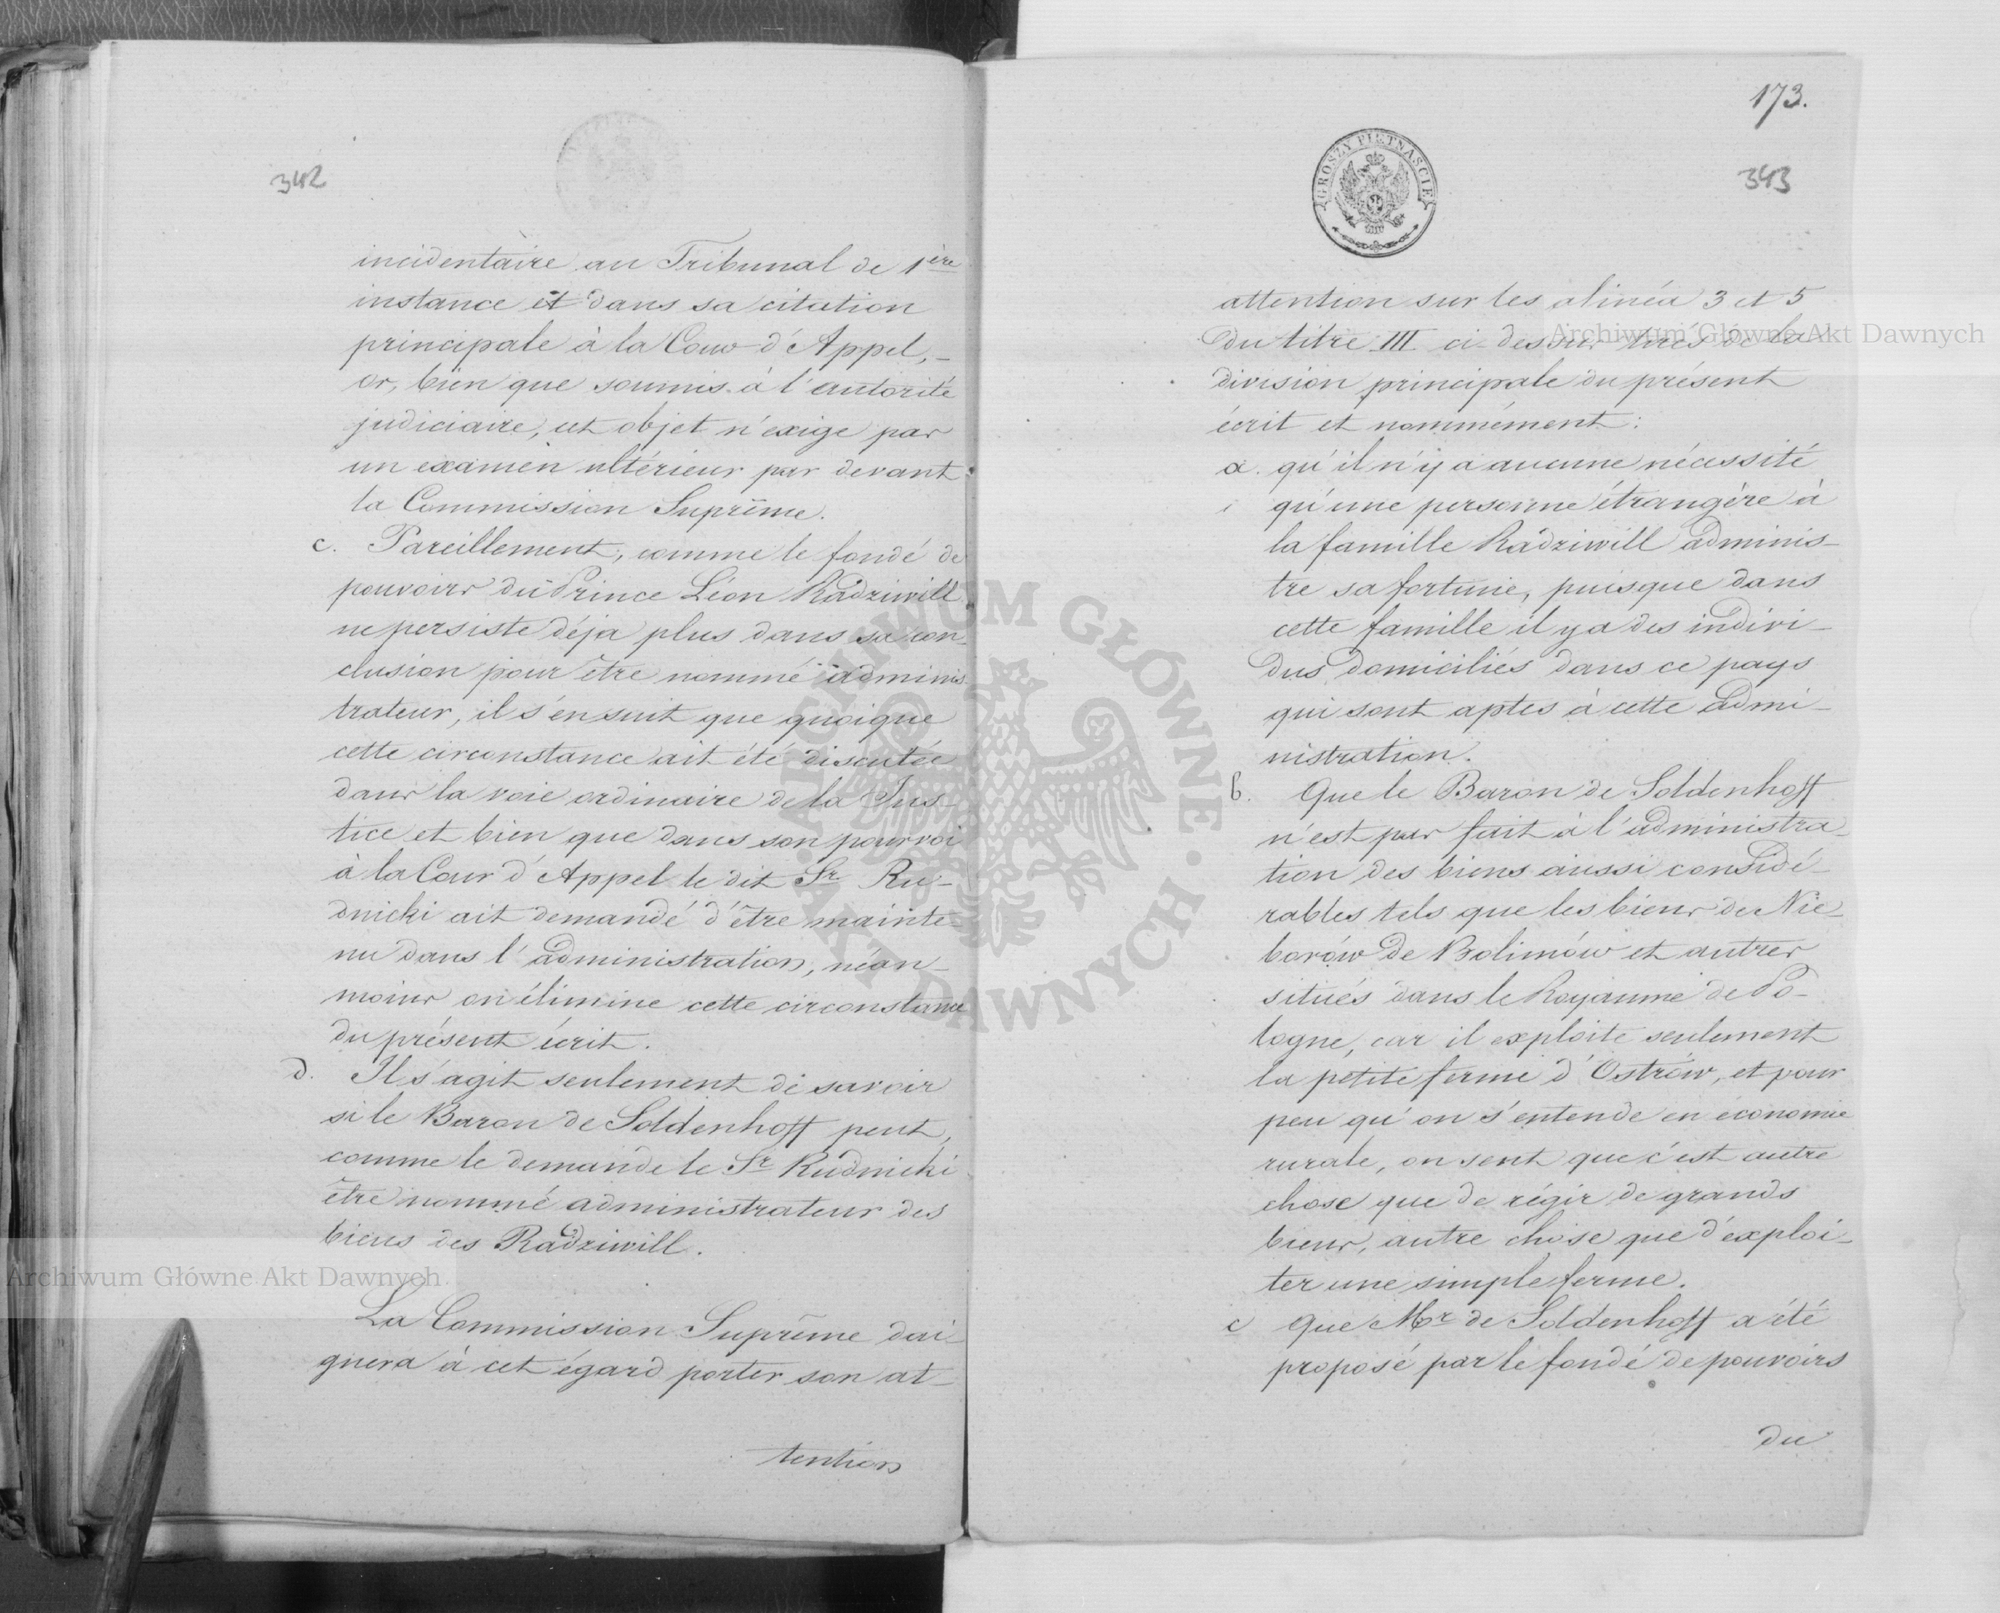 342
incidentaire au Tribunal de 1ère
instance et dans sa citation
principale à la Cour d'Appel,-
or, bien que soumis à l'autorité
judiciaire, cet objet n'exige pas
un examen ultérieur par devant
la Commission Suprême.
c. Pareillement, comme le fondé de
pouvoirs du Prince Léon Radziwill
ne persiste déja plus dans sa con-
clusion pour être nommé adminis
trateur, il s'en suit que quoique
cette circonstance ait été discutée
dans la voie ordinaire de la Jus-
tice et bien que dans son pourvoi
à la Cour d'Appel le dit Sr Ru-
dnicki ait demandé d'être mainte-
nu dans l'administration, néan-
moins on élimine cette circonstance
du présent écrit.
d. Il s'agit seulement de savoir
si le Baron de Soldenhoff peut,
comme le demande le Sr Rudnicki
être nommé administrateur des
biens des Radziwill.
La Commission Suprême dai-
gnera à cet égard porter son at-
tention
173.
GROSZY PIĘTNAŚCIE
343
attention sur les alinéa 3 et 5
du titre III ci-dessus tirés de la
division principale du présent
écrit et nommément:
a. qu'il n'y a aucune nécessité
qu'une personne étrangère à
la famille Radziwill adminis-
tre sa fortune, puisque dans
cette famille il y a des indivi-
dus domiciliés dans ce pays
qui sont aptes à cette admi-
nistration.
b. Que le Baron de Soldenhoff
n'est pas fait à l'administra-
tion des biens aussi considé-
rables tels que les biens de Nie-
borów de Bolimów et autres
situés dans le Royaume de Po-
logne, car il exploite seulement
la petite ferme d'Ostrów, et pour
peu qu'on s'entende en économie
rurale, on sent que c'est autre
chose que de régir de grands
biens, autre chose que d'exploi-
ter une simple ferme.
c Que Mr de Soldenhoff a été
proposé par le fondé de pouvoirs
du
Archiwum Główne Akt Dawnych
Archiwum Główne Akt Dawnych
ARCHIWUM GŁÓWNE · AKT DAWNYCH ·